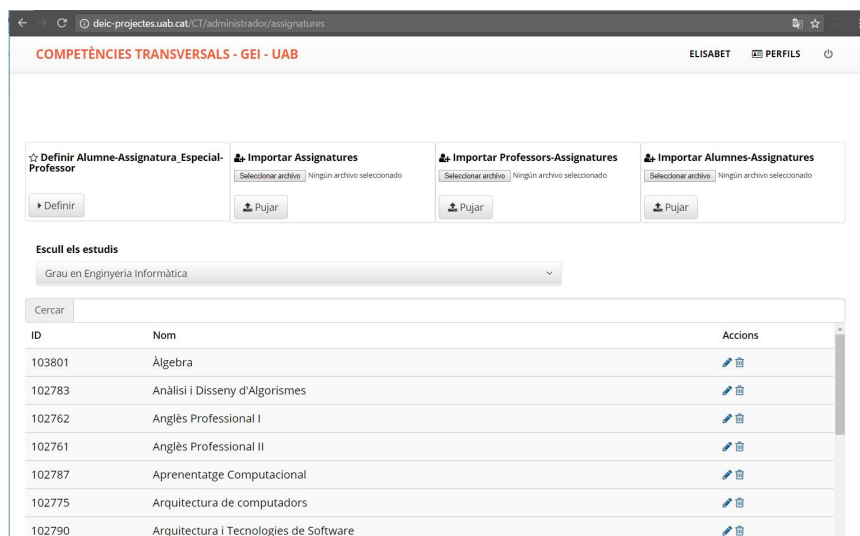 deic-projectes.uab.cat/CT/administrador/assignatures
COMPETÈNCIES TRANSVERSALS - GEI - UAB
ELISABET
PERFILS
Definir Alumne-Assignatura_Especial-
Professor
Definir
Importar Assignatures
Seleccionar archivo Ningún archivo seleccionado
Pujar
Importar Professors-Assignatures
Seleccionar archivo Ningún archivo seleccionado
Pujar
Importar Alumnes-Assignatures
Seleccionar archivo Ningún archivo seleccionado
Pujar
Escull els estudis
Grau en Enginyeria Informàtica
Cercar
ID Nom Accions
103801 Àlgebra
102783 Anàlisi i Disseny d'Algorismes
102762 Anglès Professional I
102761 Anglès Professional II
102787 Aprenentatge Computacional
102775 Arquitectura de computadors
102790 Arquitectura i Tecnologies de Software